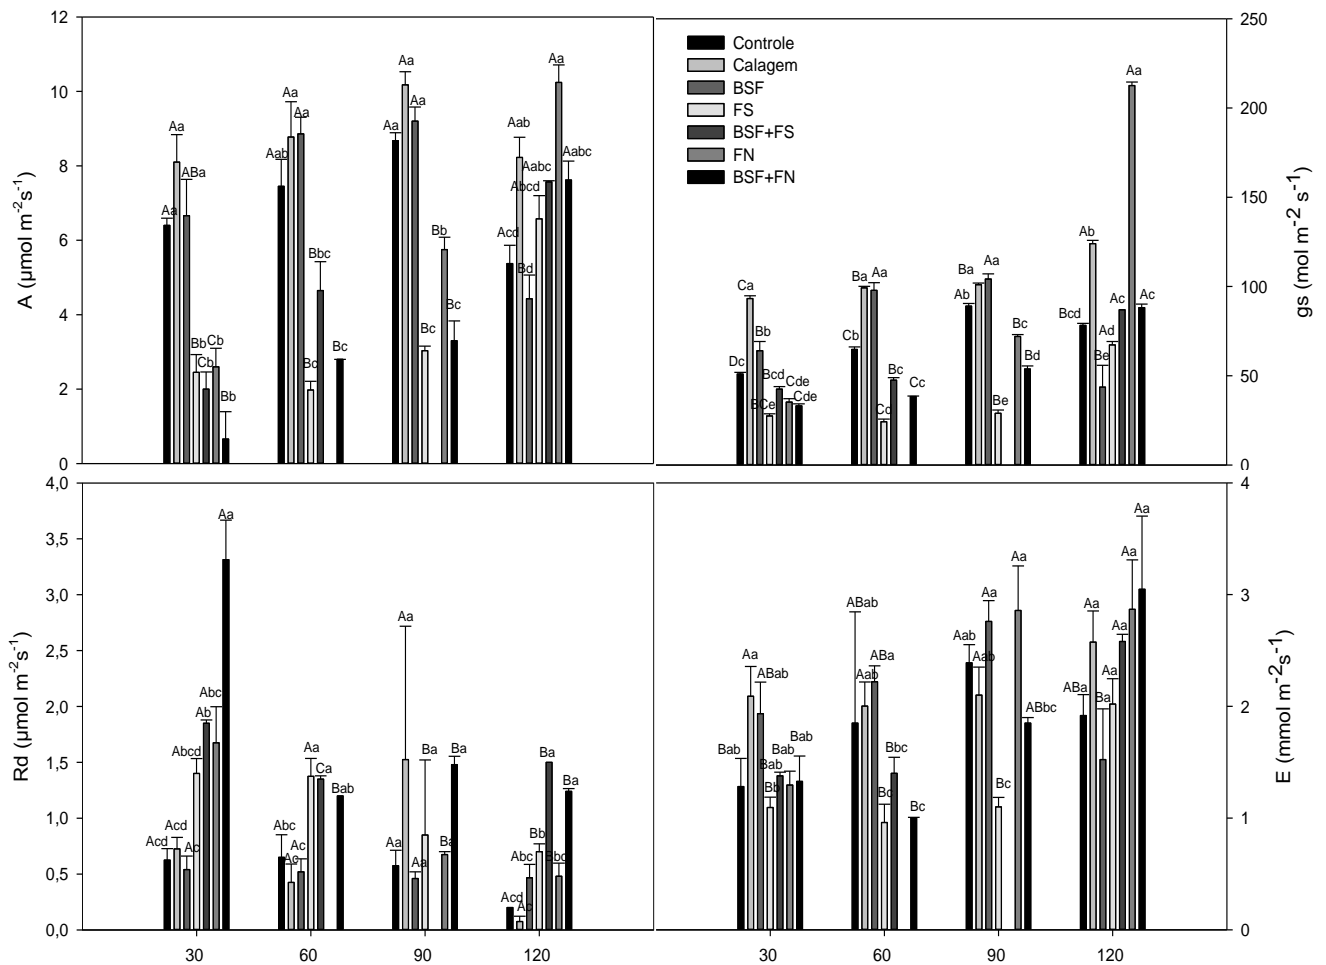 12
10
8
6
4
2
0
A (µmol m-2s-1)
Aa
Aa
ABa
Bb
Cb
Cb
Bb
Aab
Aa
Aa
Bc
Bbc
Bc
Aa
Aa
Aa
Bc
Bb
Bc
Acd
Aab
Bd
Abcd
Aabc
Aa
Aabc
Controle
Calagem
BSF
FS
BSF+FS
FN
BSF+FN
250
200
150
100
50
0
gs (mol m-2 s-1)
Dc
Ca
Bb
BCe
Bcd
Cde
Cde
Cb
Ba
Aa
Cc
Bc
Cc
Ab
Ba
Aa
Be
Bc
Bd
Bcd
Ab
Be
Ad
Ac
Aa
Ac
4,0
3,5
3,0
2,5
2,0
1,5
1,0
0,5
0,0
Rd (µmol m-2s-1)
Acd
Acd
Ac
Abcd
Ab
Abc
Aa
Abc
Ac
Ac
Aa
Ca
Bab
Aa
Aa
Aa
Ba
Ba
Ba
Acd
Ac
Abc
Bb
Ba
Bbc
Ba
30
60
90
120
4
3
2
1
0
E (mmol m-2s-1)
Bab
Aa
ABab
Bb
Bab
Bab
Bab
ABab
Aab
ABa
Bc
Bbc
Bc
Aab
Aab
Aa
Bc
Aa
ABbc
ABa
Aa
Ba
Aa
Aa
Aa
Aa
30
60
90
120